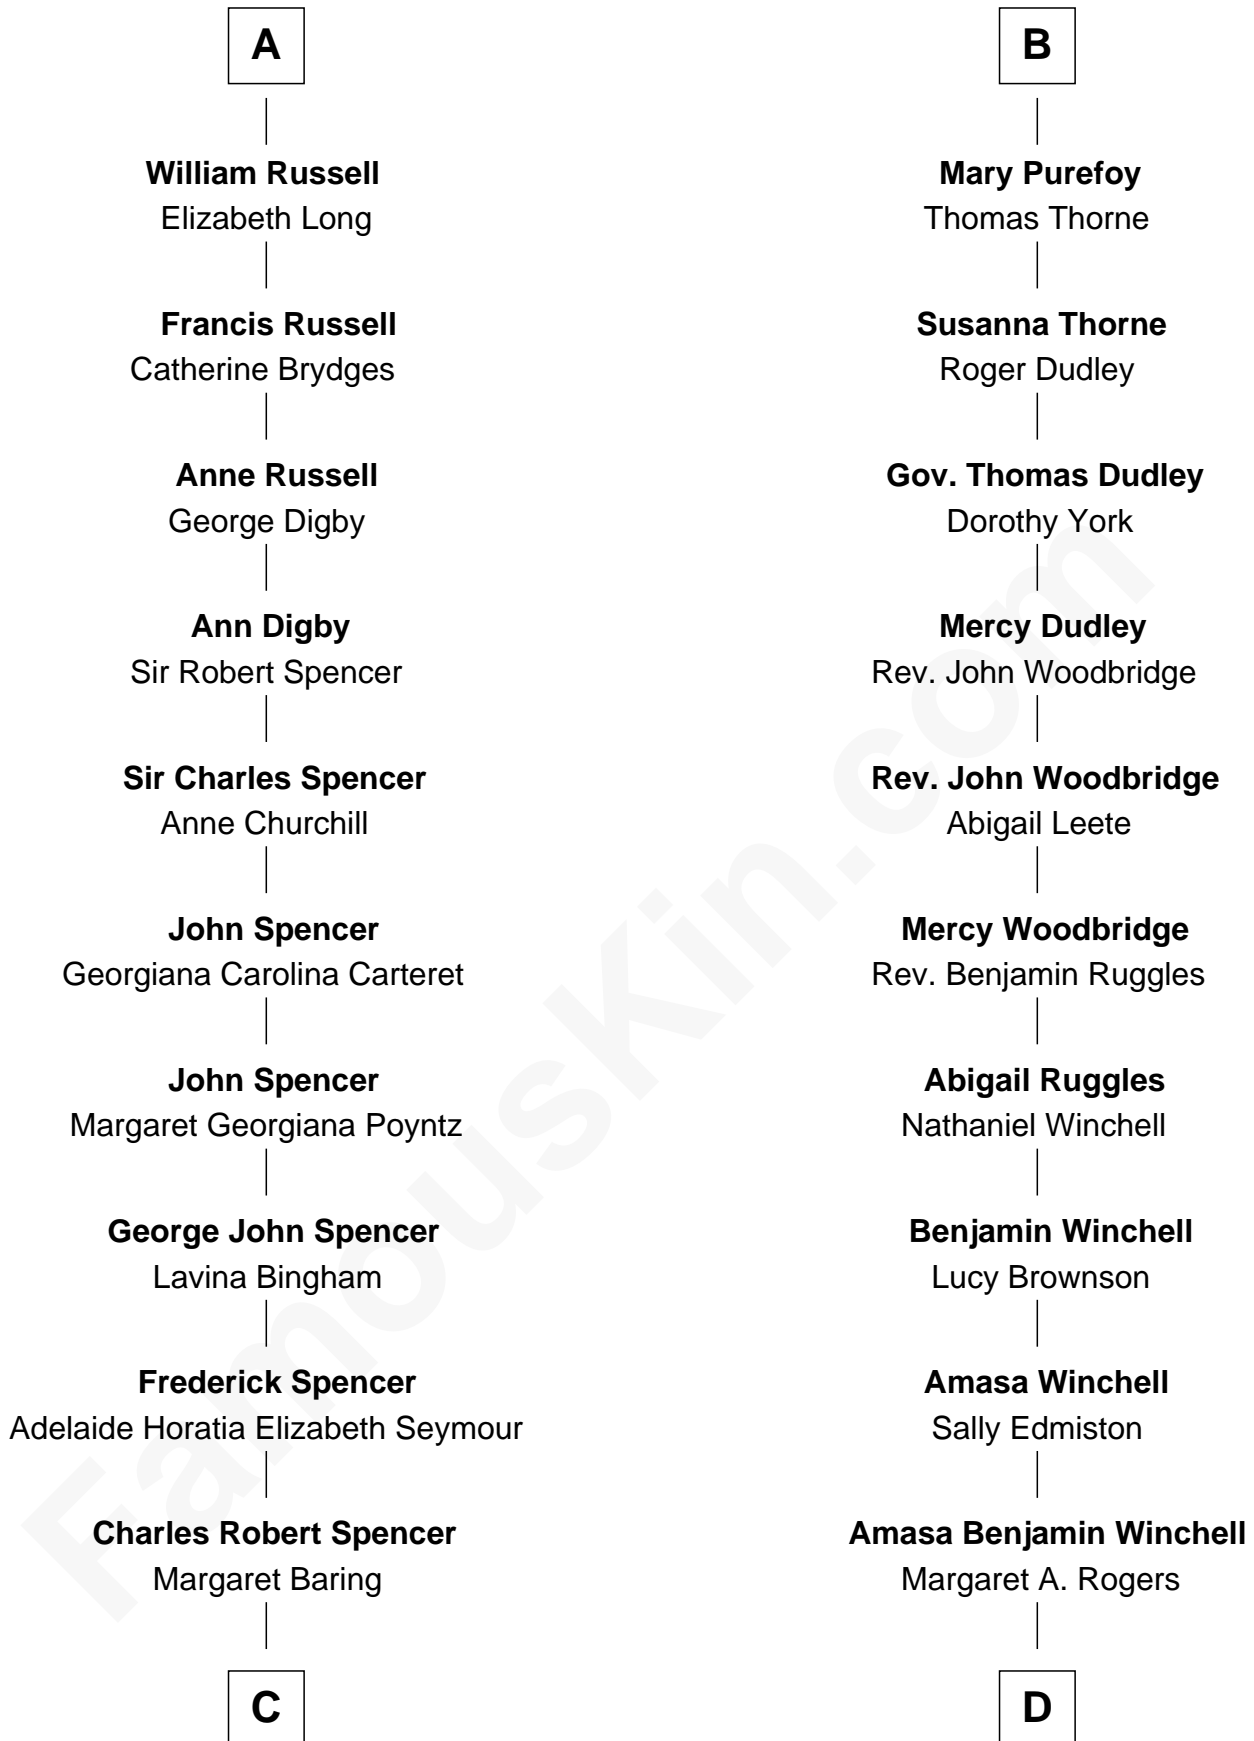 A
William Russell
Elizabeth Long
Francis Russell
Catherine Brydges
Anne Russell
George Digby
Ann Digby
Sir Robert Spencer
Sir Charles Spencer
Anne Churchill
John Spencer
Georgiana Carolina Carteret
John Spencer
Margaret Georgiana Poyntz
George John Spencer
Lavina Bingham
Frederick Spencer
Adelaide Horatia Elizabeth Seymour
Charles Robert Spencer
Margaret Baring
C
B
Mary Purefoy
Thomas Thorne
Susanna Thorne
Roger Dudley
Gov. Thomas Dudley
Dorothy York
Mercy Dudley
Rev. John Woodbridge
Rev. John Woodbridge
Abigail Leete
Mercy Woodbridge
Rev. Benjamin Ruggles
Abigail Ruggles
Nathaniel Winchell
Benjamin Winchell
Lucy Brownson
Amasa Winchell
Sally Edmiston
Amasa Benjamin Winchell
Margaret A. Rogers
D
FamousKin.com